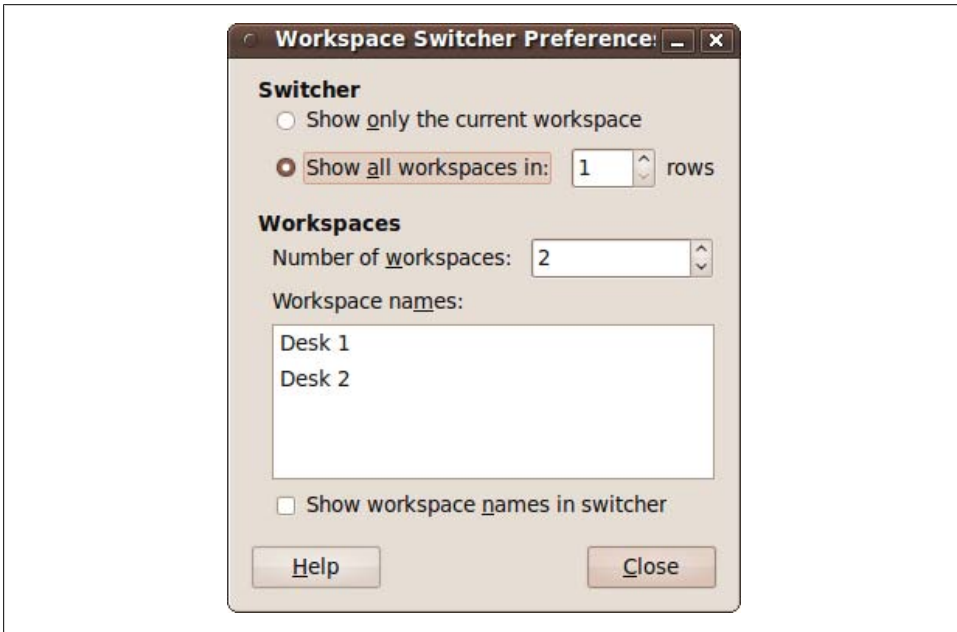 Workspace Switcher Preference
Switcher
Show only the current workspace
Show all workspaces in: 1 rows
Workspaces
Number of workspaces: 2
Workspace names:
Desk 1
Desk 2
Show workspace names in switcher
Help Close